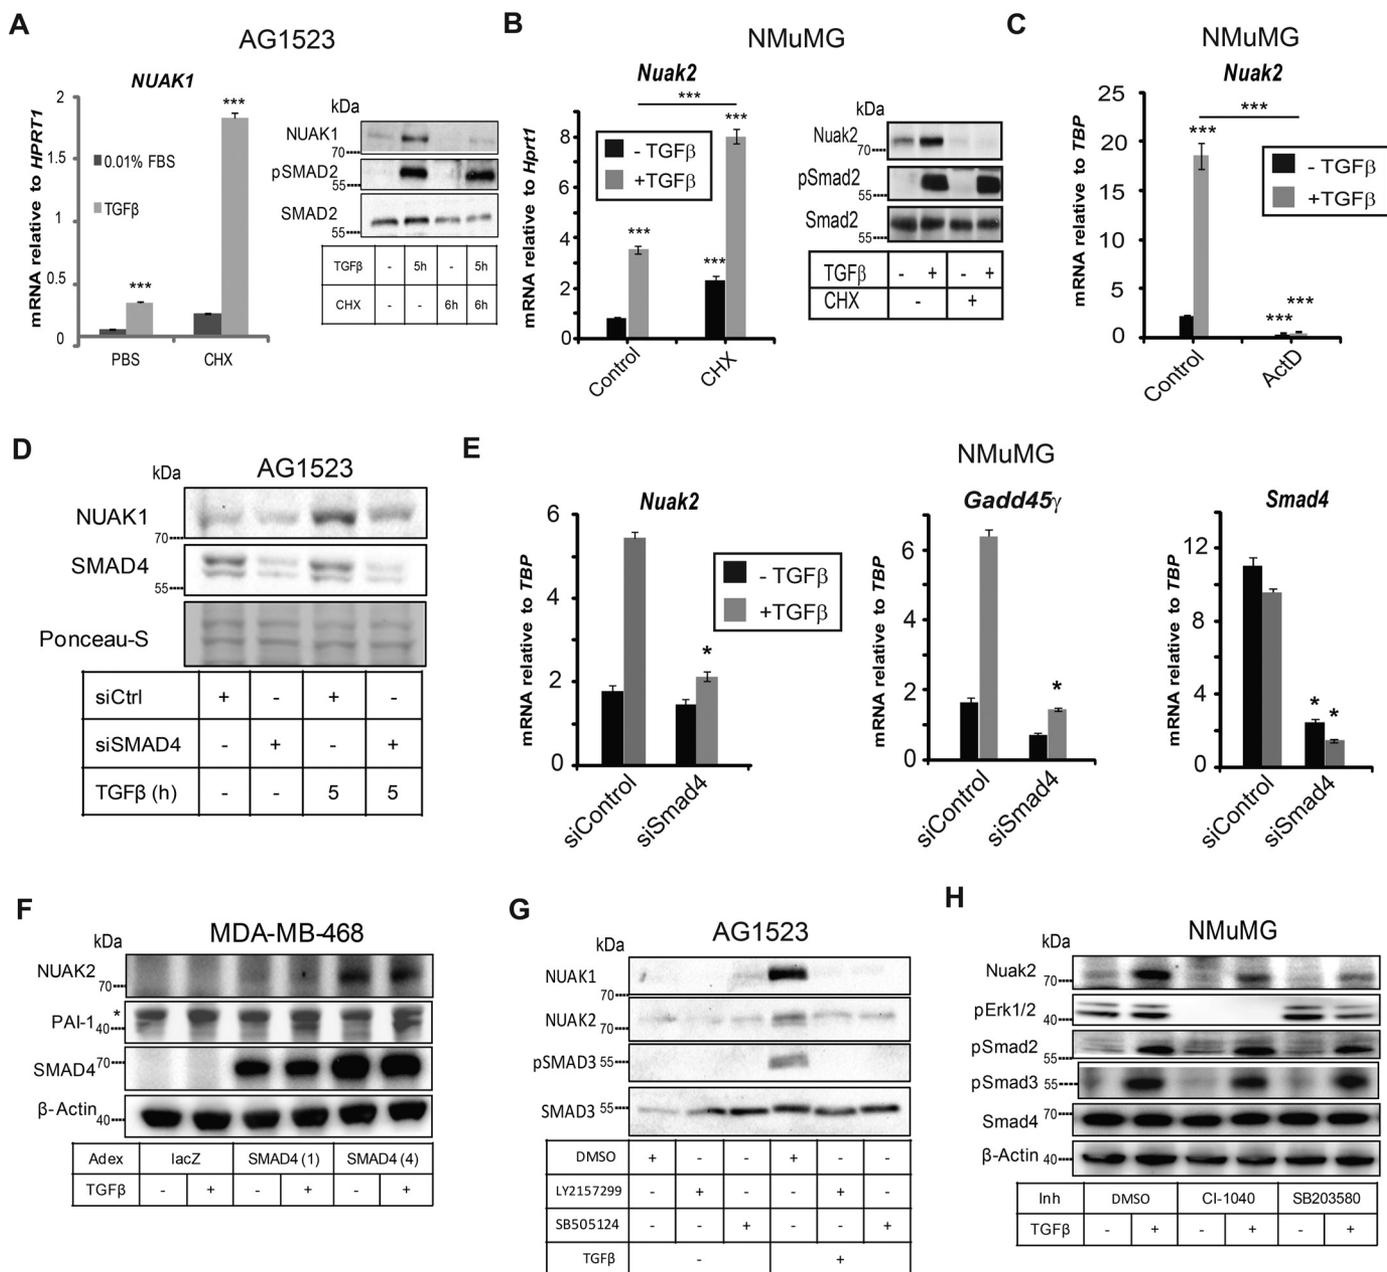 A
AG1523
NUAK1
mRNA relative to HPRT1
2
1.5
1
0.5
0
0.01% FBS
TGFβ
***
***
PBS
CHX
kDa
NUAK1
70
pSMAD2
55
SMAD2
55
TGFβ - 5h - 5h
CHX - - 6h 6h
B
NMuMG
Nuak2
mRNA relative to Hprt1
8
6
4
2
0
- TGFβ
+TGFβ
***
***
***
***
Control
CHX
kDa
Nuak2
70
pSmad2
55
Smad2
55
TGFβ - + - +
CHX - +
C
NMuMG
Nuak2
mRNA relative to TBP
25
20
15
10
5
0
***
***
- TGFβ
+TGFβ
***
***
Control
ActD
D
AG1523
kDa
NUAK1
70
SMAD4
55
Ponceau-S
siCtrl + - + -
siSMAD4 - + - +
TGFβ (h) - - 5 5
E
NMuMG
Nuak2
mRNA relative to TBP
6
4
2
0
- TGFβ
+TGFβ
*
siControl
siSmad4
Gadd45γ
mRNA relative to TBP
6
4
2
0
*
siControl
siSmad4
Smad4
mRNA relative to TBP
12
8
4
0
* *
siControl
siSmad4
F
MDA-MB-468
kDa
NUAK2
70
PAI-1
*
40
SMAD4
70
β-Actin
40
Adex lacZ SMAD4 (1) SMAD4 (4)
TGFβ - + - + - +
G
AG1523
kDa
NUAK1
70
NUAK2
70
pSMAD3
55
SMAD3
55
DMSO + - - + - -
LY2157299 - + - - + -
SB505124 - - + - - +
TGFβ - +
H
NMuMG
kDa
Nuak2
70
pErk1/2
40
pSmad2
55
pSmad3
55
Smad4
70
β-Actin
40
Inh DMSO CI-1040 SB203580
TGFβ - + - + - +